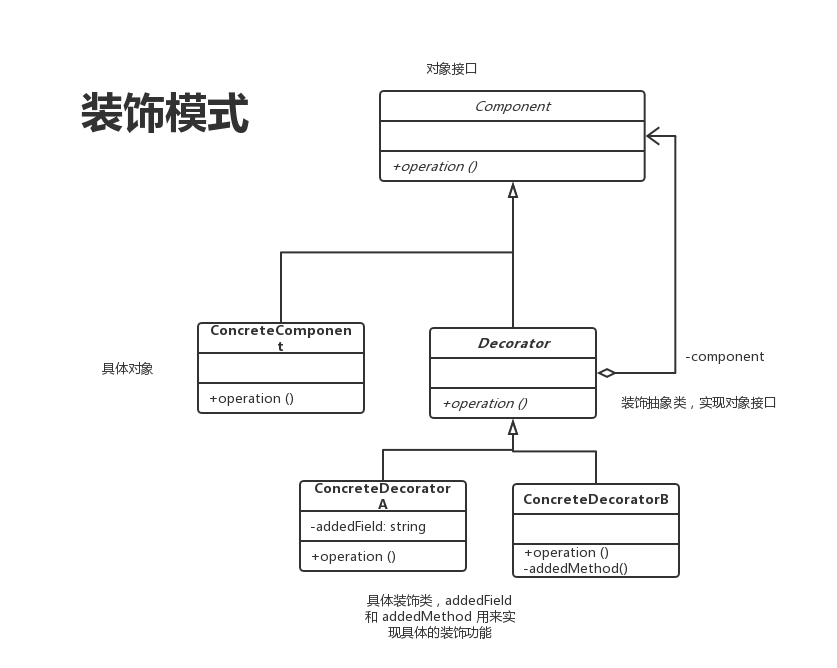 对象接口
装饰模式
Component
+operation ()
ConcreteComponen
t
+operation ()
具体对象
Decorator
+operation ()
-component
装饰抽象类，实现对象接口
ConcreteDecorator
A
-addedField: string
+operation ()
ConcreteDecoratorB
+operation ()
-addedMethod()
具体装饰类，addedField
和 addedMethod 用来实
现具体的装饰功能